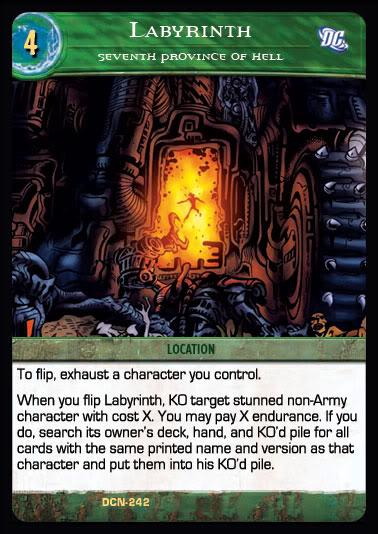 4
LABYRINTH
DC
SEVENTH PROVINCE OF HELL
LOCATION
To flip, exhaust a character you control.
When you flip Labyrinth, KO target stunned non-Army
character with cost X. You may pay X endurance. If you
do, search its owner's deck, hand, and KO'd pile for all
cards with the same printed name and version as that
character and put them into his KO'd pile.
DCN-242